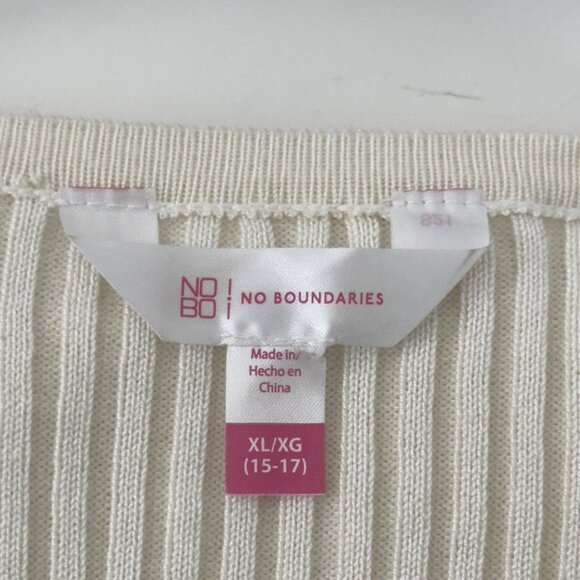 NO
BO
NO BOUNDARIES
Made in/
Hecho en
China
XL/XG
(15-17)